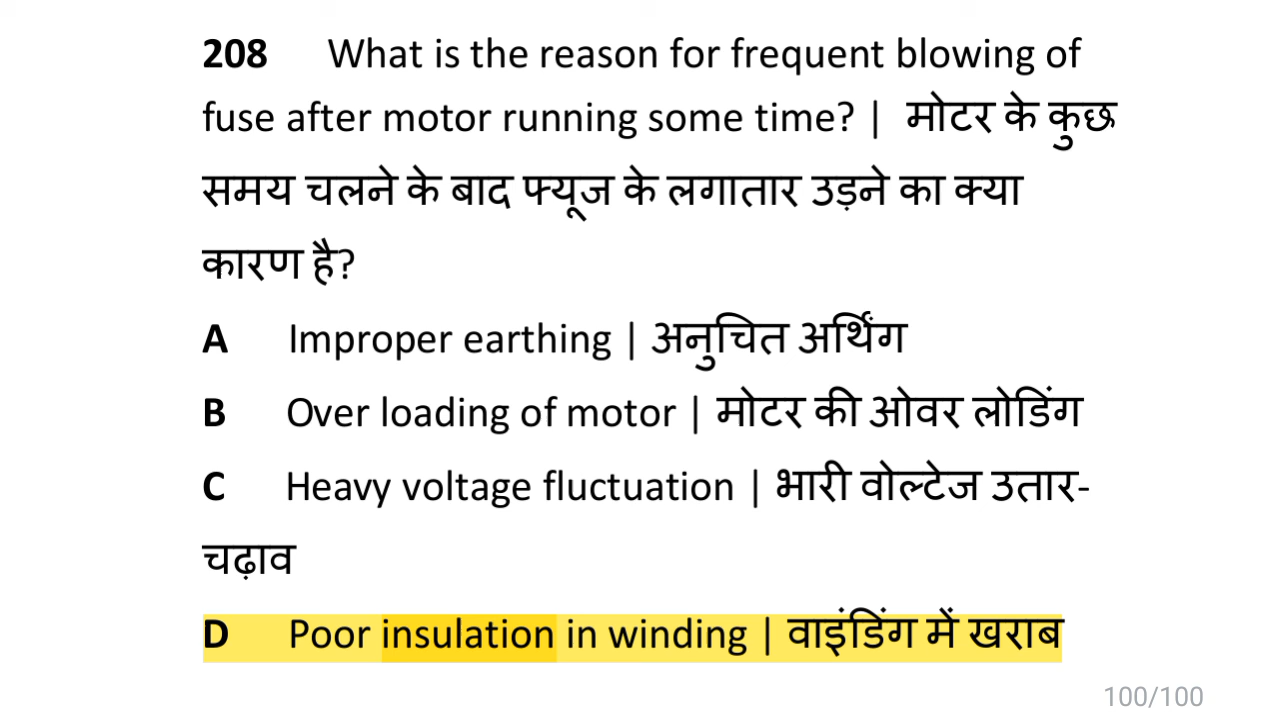 208 What is the reason for frequent blowing of
fuse after motor running some time? | मोटर के कुछ
समय चलने के बाद फ्यूज के लगातार उड़ने का क्या
कारण है?
A Improper earthing | अनुचित अर्थिंग
B Over loading of motor | मोटर की ओवर लोडिंग
C Heavy voltage fluctuation | भारी वोल्टेज उतार-
चढ़ाव
D Poor insulation in winding | वाइंडिंग में खराब
100/100